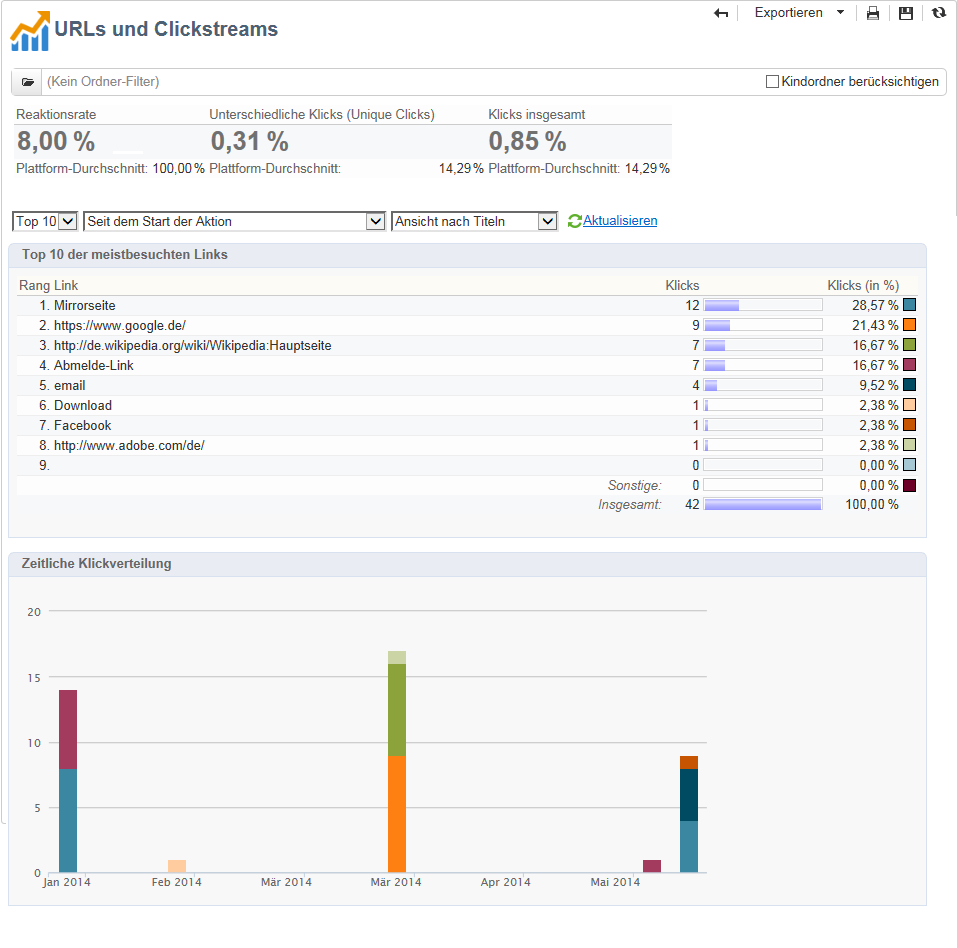 Exportieren
URLs und Clickstreams
(Kein Ordner-Filter) Kindordner berücksichtigen
Reaktionsrate Unterschiedliche Klicks (Unique Clicks) Klicks insgesamt
8,00 % 0,31 % 0,85 %
Plattform-Durchschnitt: 100,00 % Plattform-Durchschnitt: 14,29 % Plattform-Durchschnitt: 14,29 %
Top 10 Seit dem Start der Aktion Ansicht nach Titeln Aktualisieren
Top 10 der meistbesuchten Links
Rang Link Klicks Klicks (in %)
1. Mirrorseite 12 28,57 %
2. https://www.google.de/ 9 21,43 %
3. http://de.wikipedia.org/wiki/Wikipedia:Hauptseite 7 16,67 %
4. Abmelde-Link 7 16,67 %
5. email 4 9,52 %
6. Download 1 2,38 %
7. Facebook 1 2,38 %
8. http://www.adobe.com/de/ 1 2,38 %
9. 0 0,00 %
Sonstige: 0 0,00 %
Insgesamt: 42 100,00 %
Zeitliche Klickverteilung
20
15
10
5
0
Jan 2014 Feb 2014 Mär 2014 Mär 2014 Apr 2014 Mai 2014